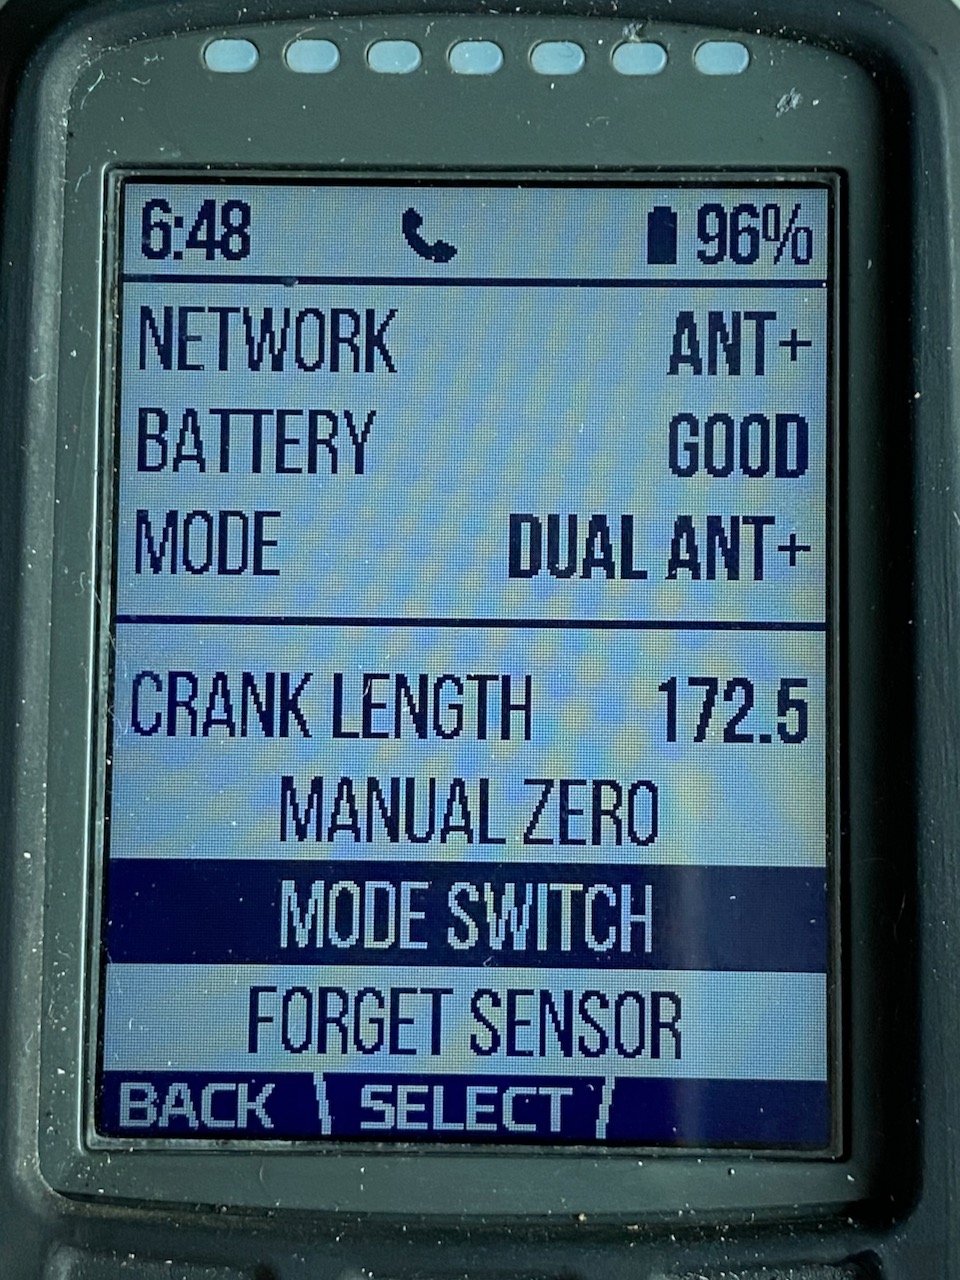 6:48 96%
NETWORK ANT+
BATTERY GOOD
MODE DUAL ANT+
CRANK LENGTH 172.5
MANUAL ZERO
MODE SWITCH
FORGET SENSOR
BACK SELECT